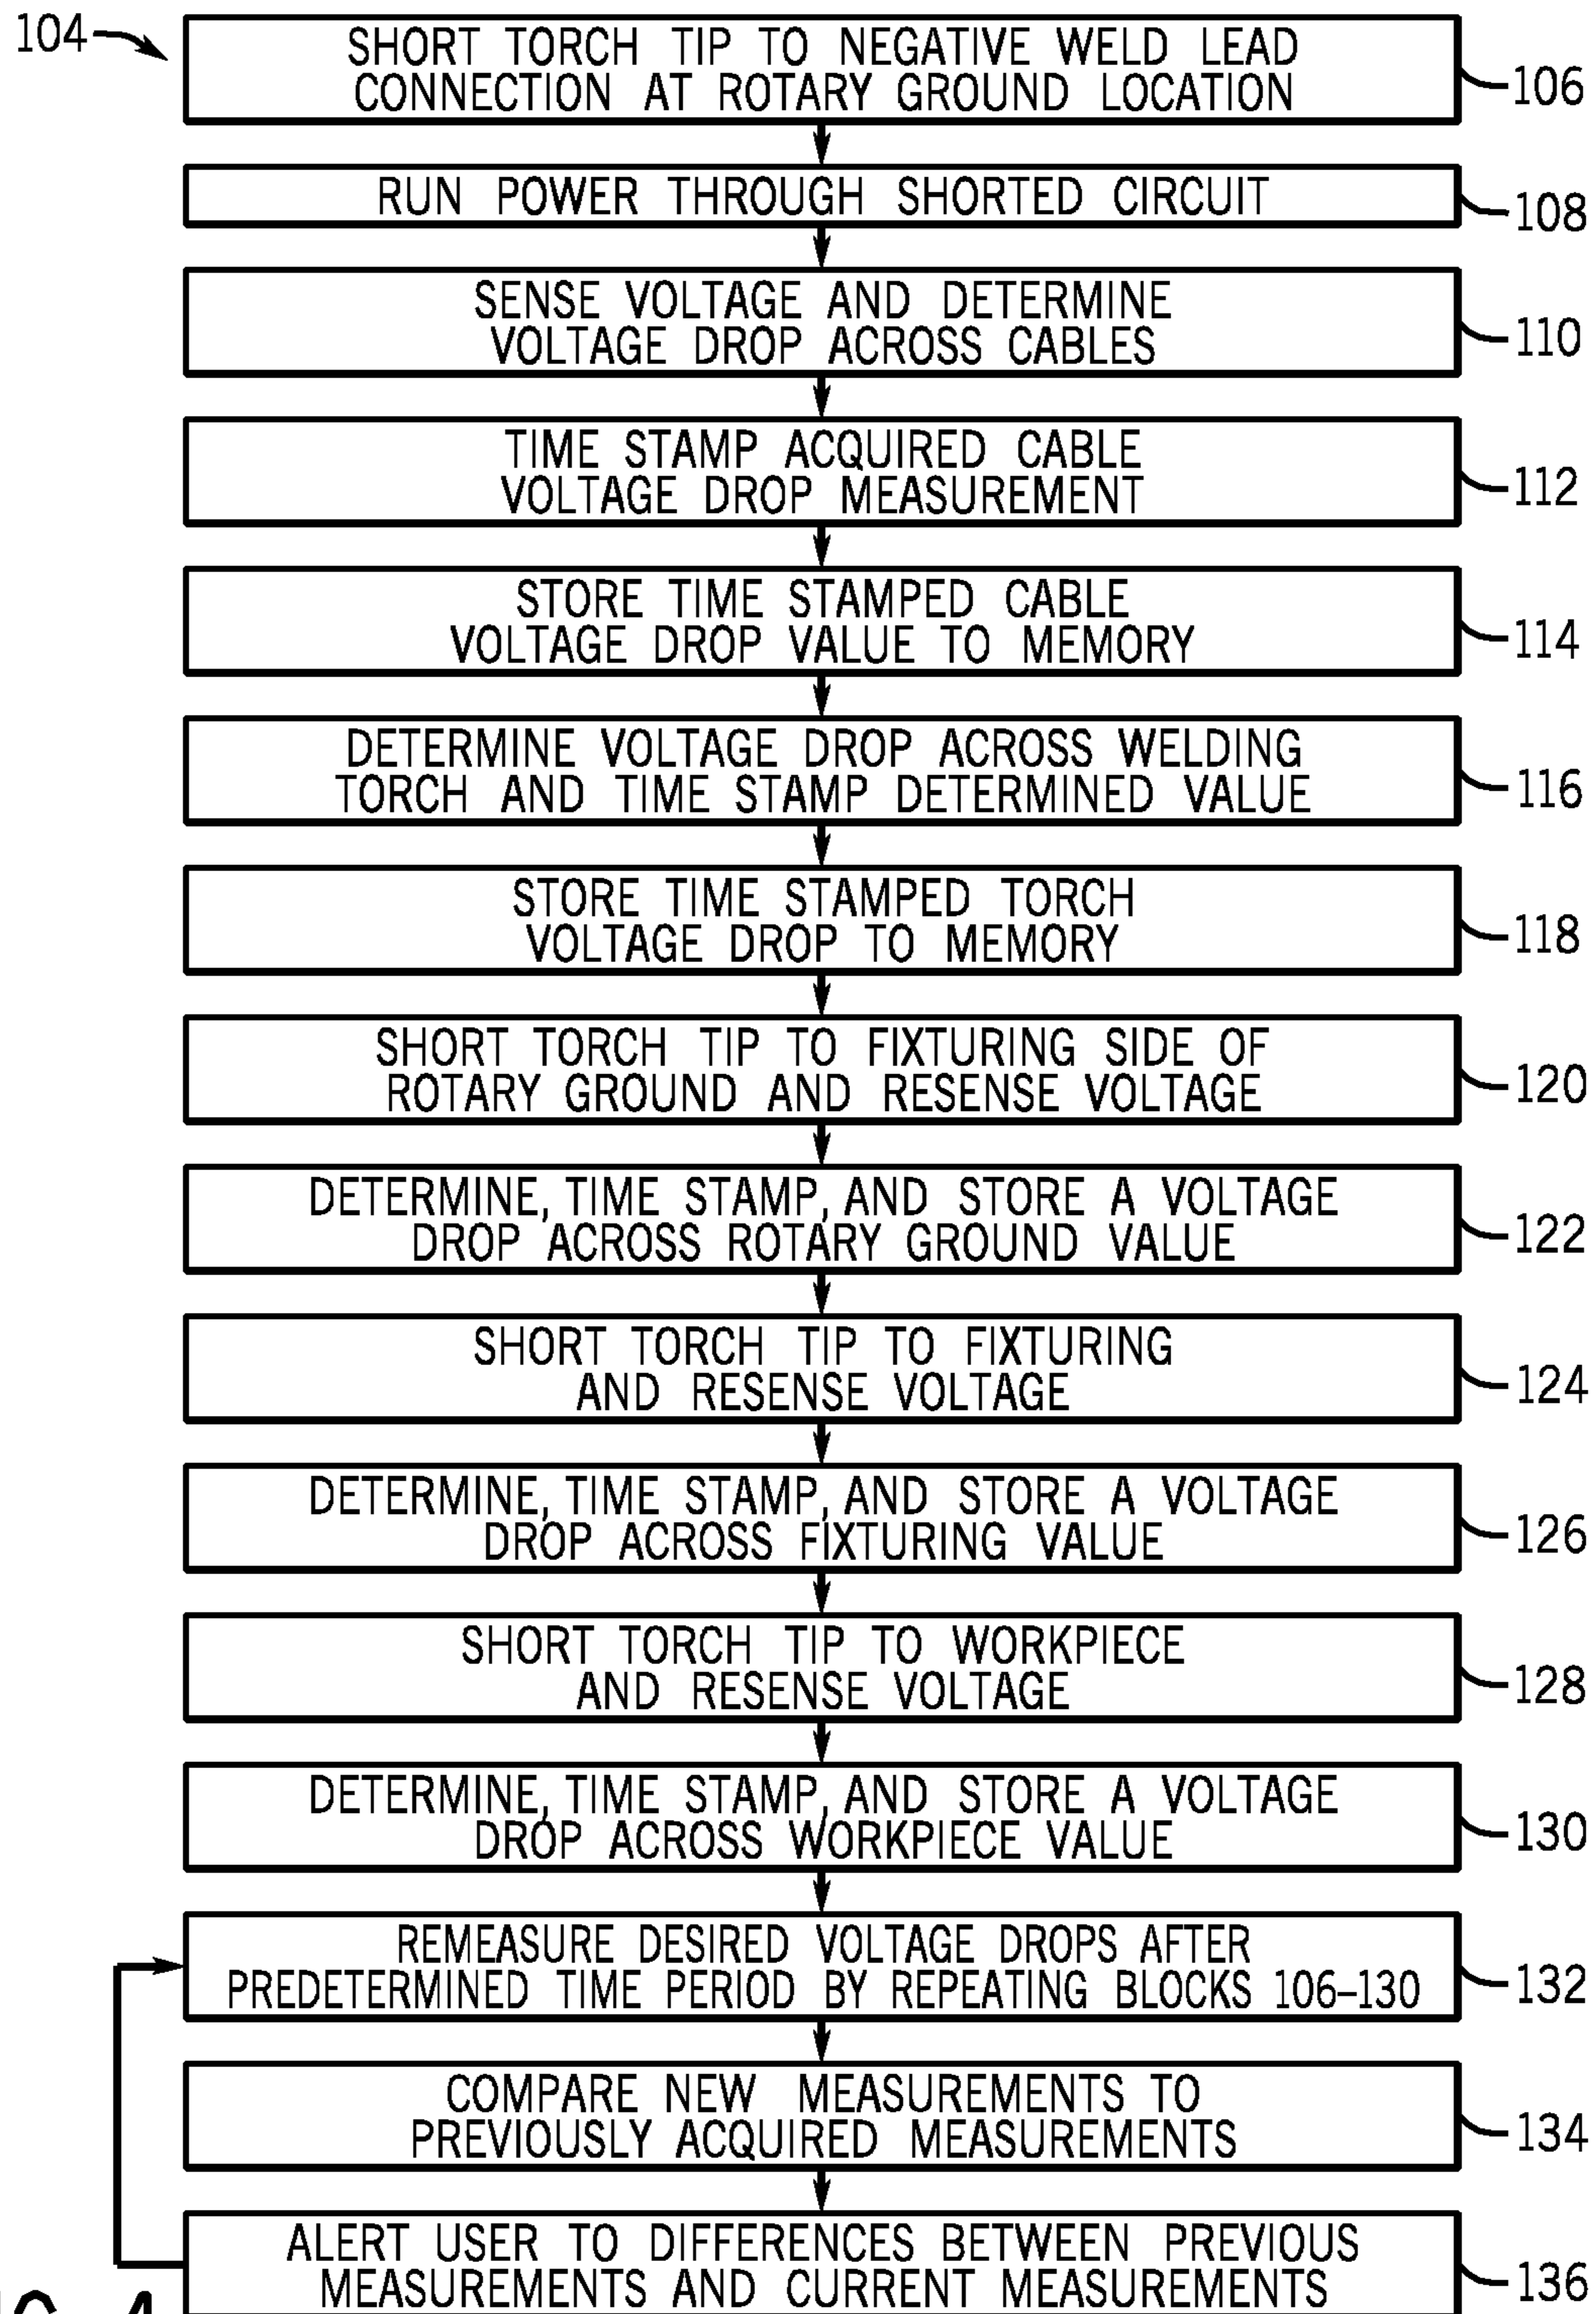 104
SHORT TORCH TIP TO NEGATIVE WELD LEAD
CONNECTION AT ROTARY GROUND LOCATION
106
RUN POWER THROUGH SHORTED CIRCUIT
108
SENSE VOLTAGE AND DETERMINE
VOLTAGE DROP ACROSS CABLES
110
TIME STAMP ACQUIRED CABLE
VOLTAGE DROP MEASUREMENT
112
STORE TIME STAMPED CABLE
VOLTAGE DROP VALUE TO MEMORY
114
DETERMINE VOLTAGE DROP ACROSS WELDING
TORCH AND TIME STAMP DETERMINED VALUE
116
STORE TIME STAMPED TORCH
VOLTAGE DROP TO MEMORY
118
SHORT TORCH TIP TO FIXTURING SIDE OF
ROTARY GROUND AND RESENSE VOLTAGE
120
DETERMINE, TIME STAMP, AND STORE A VOLTAGE
DROP ACROSS ROTARY GROUND VALUE
122
SHORT TORCH TIP TO FIXTURING
AND RESENSE VOLTAGE
124
DETERMINE, TIME STAMP, AND STORE A VOLTAGE
DROP ACROSS FIXTURING VALUE
126
SHORT TORCH TIP TO WORKPIECE
AND RESENSE VOLTAGE
128
DETERMINE, TIME STAMP, AND STORE A VOLTAGE
DROP ACROSS WORKPIECE VALUE
130
REMEASURE DESIRED VOLTAGE DROPS AFTER
PREDETERMINED TIME PERIOD BY REPEATING BLOCKS 106–130
132
COMPARE NEW MEASUREMENTS TO
PREVIOUSLY ACQUIRED MEASUREMENTS
134
ALERT USER TO DIFFERENCES BETWEEN PREVIOUS
MEASUREMENTS AND CURRENT MEASUREMENTS
136